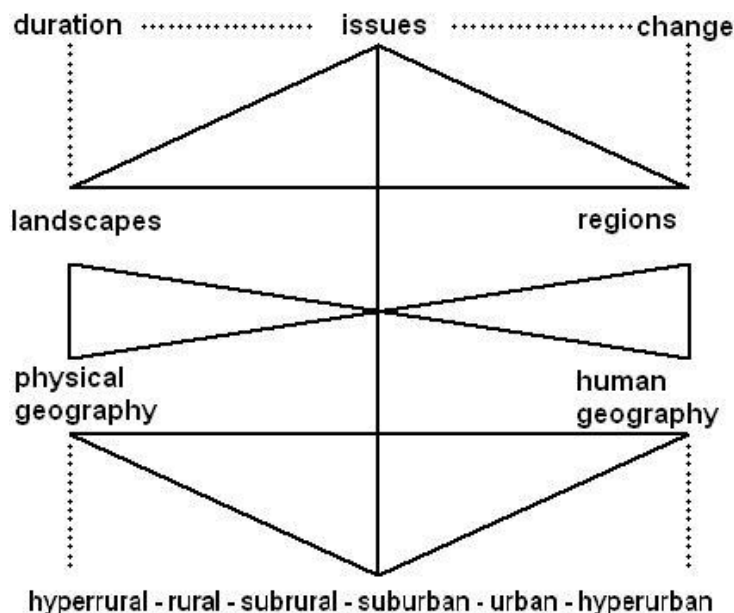 duration issues change
landscapes regions
physical geography human geography
hyperrural - rural - subrural - suburban - urban - hyperurban